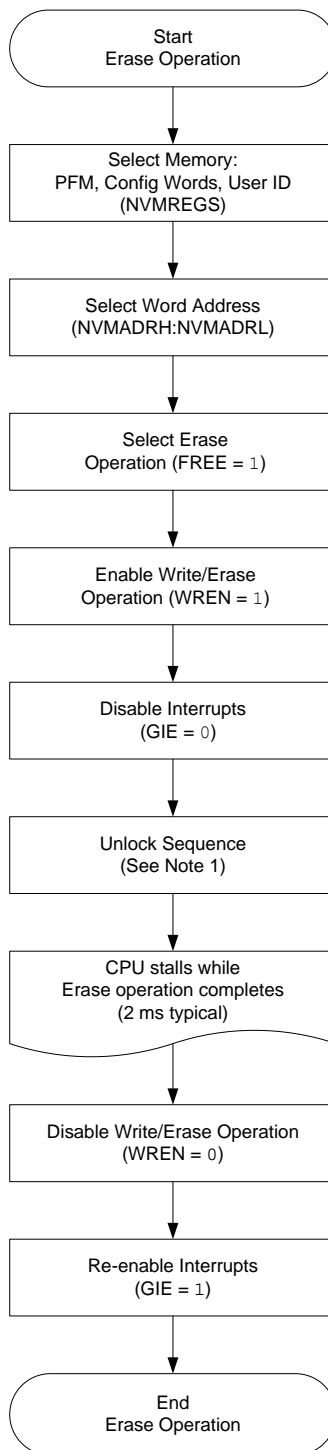 Start
Erase Operation
Select Memory:
PFM, Config Words, User ID
(NVMREGS)
Select Word Address
(NVMADRH:NVMADRL)
Select Erase
Operation (FREE = 1)
Enable Write/Erase
Operation (WREN = 1)
Disable Interrupts
(GIE = 0)
Unlock Sequence
(See Note 1)
CPU stalls while
Erase operation completes
(2 ms typical)
Disable Write/Erase Operation
(WREN = 0)
Re-enable Interrupts
(GIE = 1)
End
Erase Operation